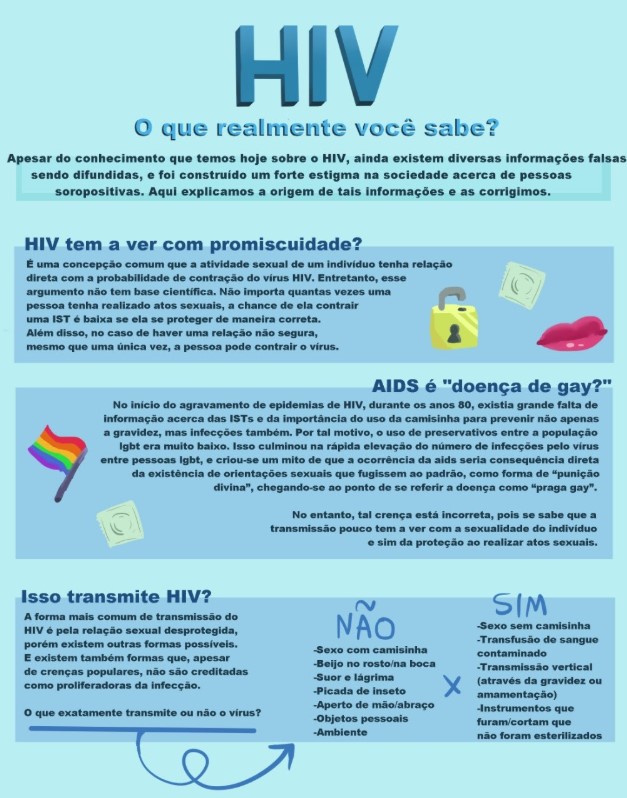 HIV
O que realmente você sabe?
Apesar do conhecimento que temos hoje sobre o HIV, ainda existem diversas informações falsas
sendo difundidas, e foi construído um forte estigma na sociedade acerca de pessoas
soropositivas. Aqui explicamos a origem de tais informações e as corrigimos.
HIV tem a ver com promiscuidade?
É uma concepção comum que a atividade sexual de um indivíduo tenha relação
direta com a probabilidade de contração do vírus HIV. Entretanto, esse
argumento não tem base científica. Não importa quantas vezes uma
pessoa tenha realizado atos sexuais, a chance de ela contrair
uma IST é baixa se ela se proteger de maneira correta.
Além disso, no caso de haver uma relação não segura,
mesmo que uma única vez, a pessoa pode contrair o vírus.
AIDS é "doença de gay?"
No início do agravamento de epidemias de HIV, durante os anos 80, existia grande falta de
informação acerca das ISTs e da importância do uso da camisinha para prevenir não apenas
a gravidez, mas infecções também. Por tal motivo, o uso de preservativos entre a população
lgbt era muito baixo. Isso culminou na rápida elevação do número de infecções pelo vírus
entre pessoas lgbt, e criou-se um mito de que a ocorrência da aids seria consequência direta
da existência de orientações sexuais que fugissem ao padrão, como forma de “punição
divina”, chegando-se ao ponto de se referir a doença como “praga gay”.
No entanto, tal crença está incorreta, pois se sabe que a
transmissão pouco tem a ver com a sexualidade do indivíduo
e sim da proteção ao realizar atos sexuais.
Isso transmite HIV?
A forma mais comum de transmissão do
HIV é pela relação sexual desprotegida,
porém existem outras formas possíveis.
E existem também formas que, apesar
de crenças populares, não são creditadas
como proliferadoras da infecção.
O que exatamente transmite ou não o vírus?
NÃO
-Sexo com camisinha
-Beijo no rosto/na boca
-Suor e lágrima
-Picada de inseto
-Aperto de mão/abraço
-Objetos pessoais
-Ambiente
X
SIM
-Sexo sem camisinha
-Transfusão de sangue
contaminado
-Transmissão vertical
(através da gravidez ou
amamentação)
-Instrumentos que
furam/cortam que
não foram esterilizados